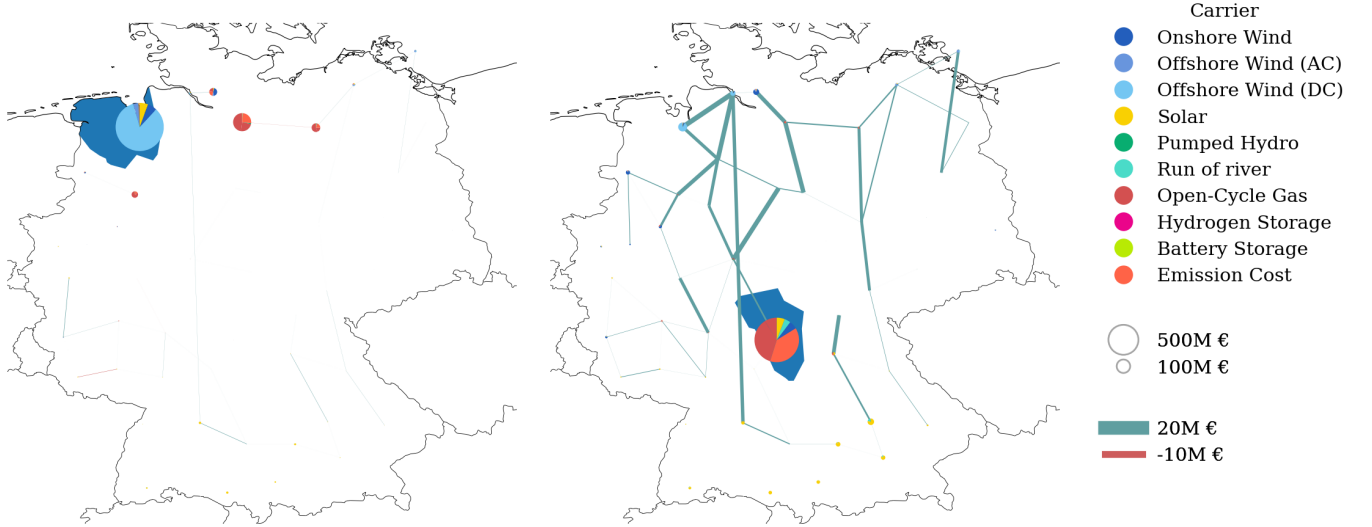 Carrier
Onshore Wind
Offshore Wind (AC)
Offshore Wind (DC)
Solar
Pumped Hydro
Run of river
Open-Cycle Gas
Hydrogen Storage
Battery Storage
Emission Cost
500M €
100M €
20M €
-10M €